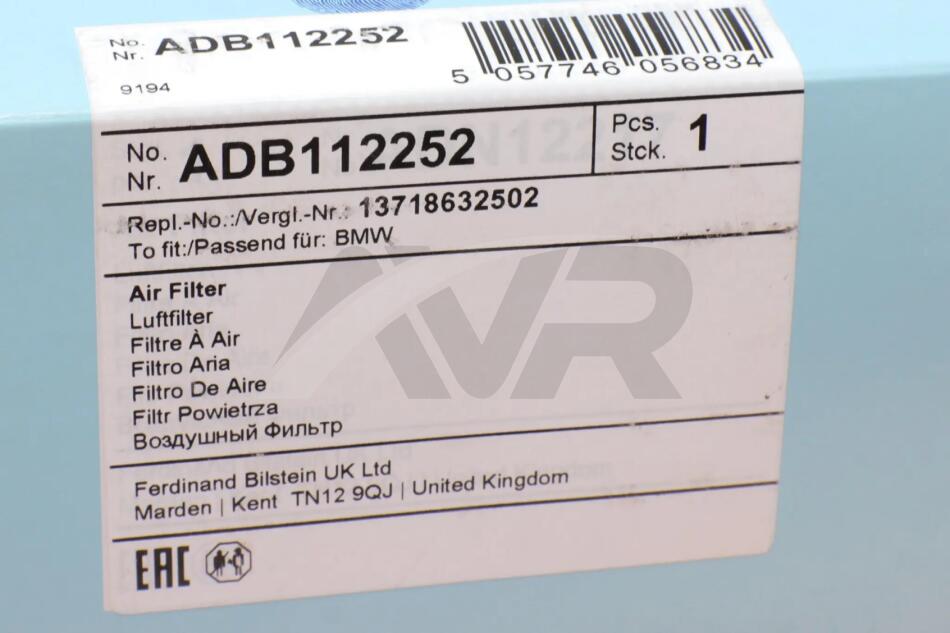 No. ADB112252
Nr.
9194
5 057746 056834
No. ADB112252
Nr.
Pcs. 1
Stck.
Repl.-No.:/Vergl.-Nr.: 13718632502
To fit:/Passend für: BMW
Air Filter
Luftfilter
Filtre À Air
Filtro Aria
Filtro De Aire
Filtr Powietrza
Воздушный Фильтр
Ferdinand Bilstein UK Ltd
Marden | Kent TN12 9QJ | United Kingdom
EAC
AVR